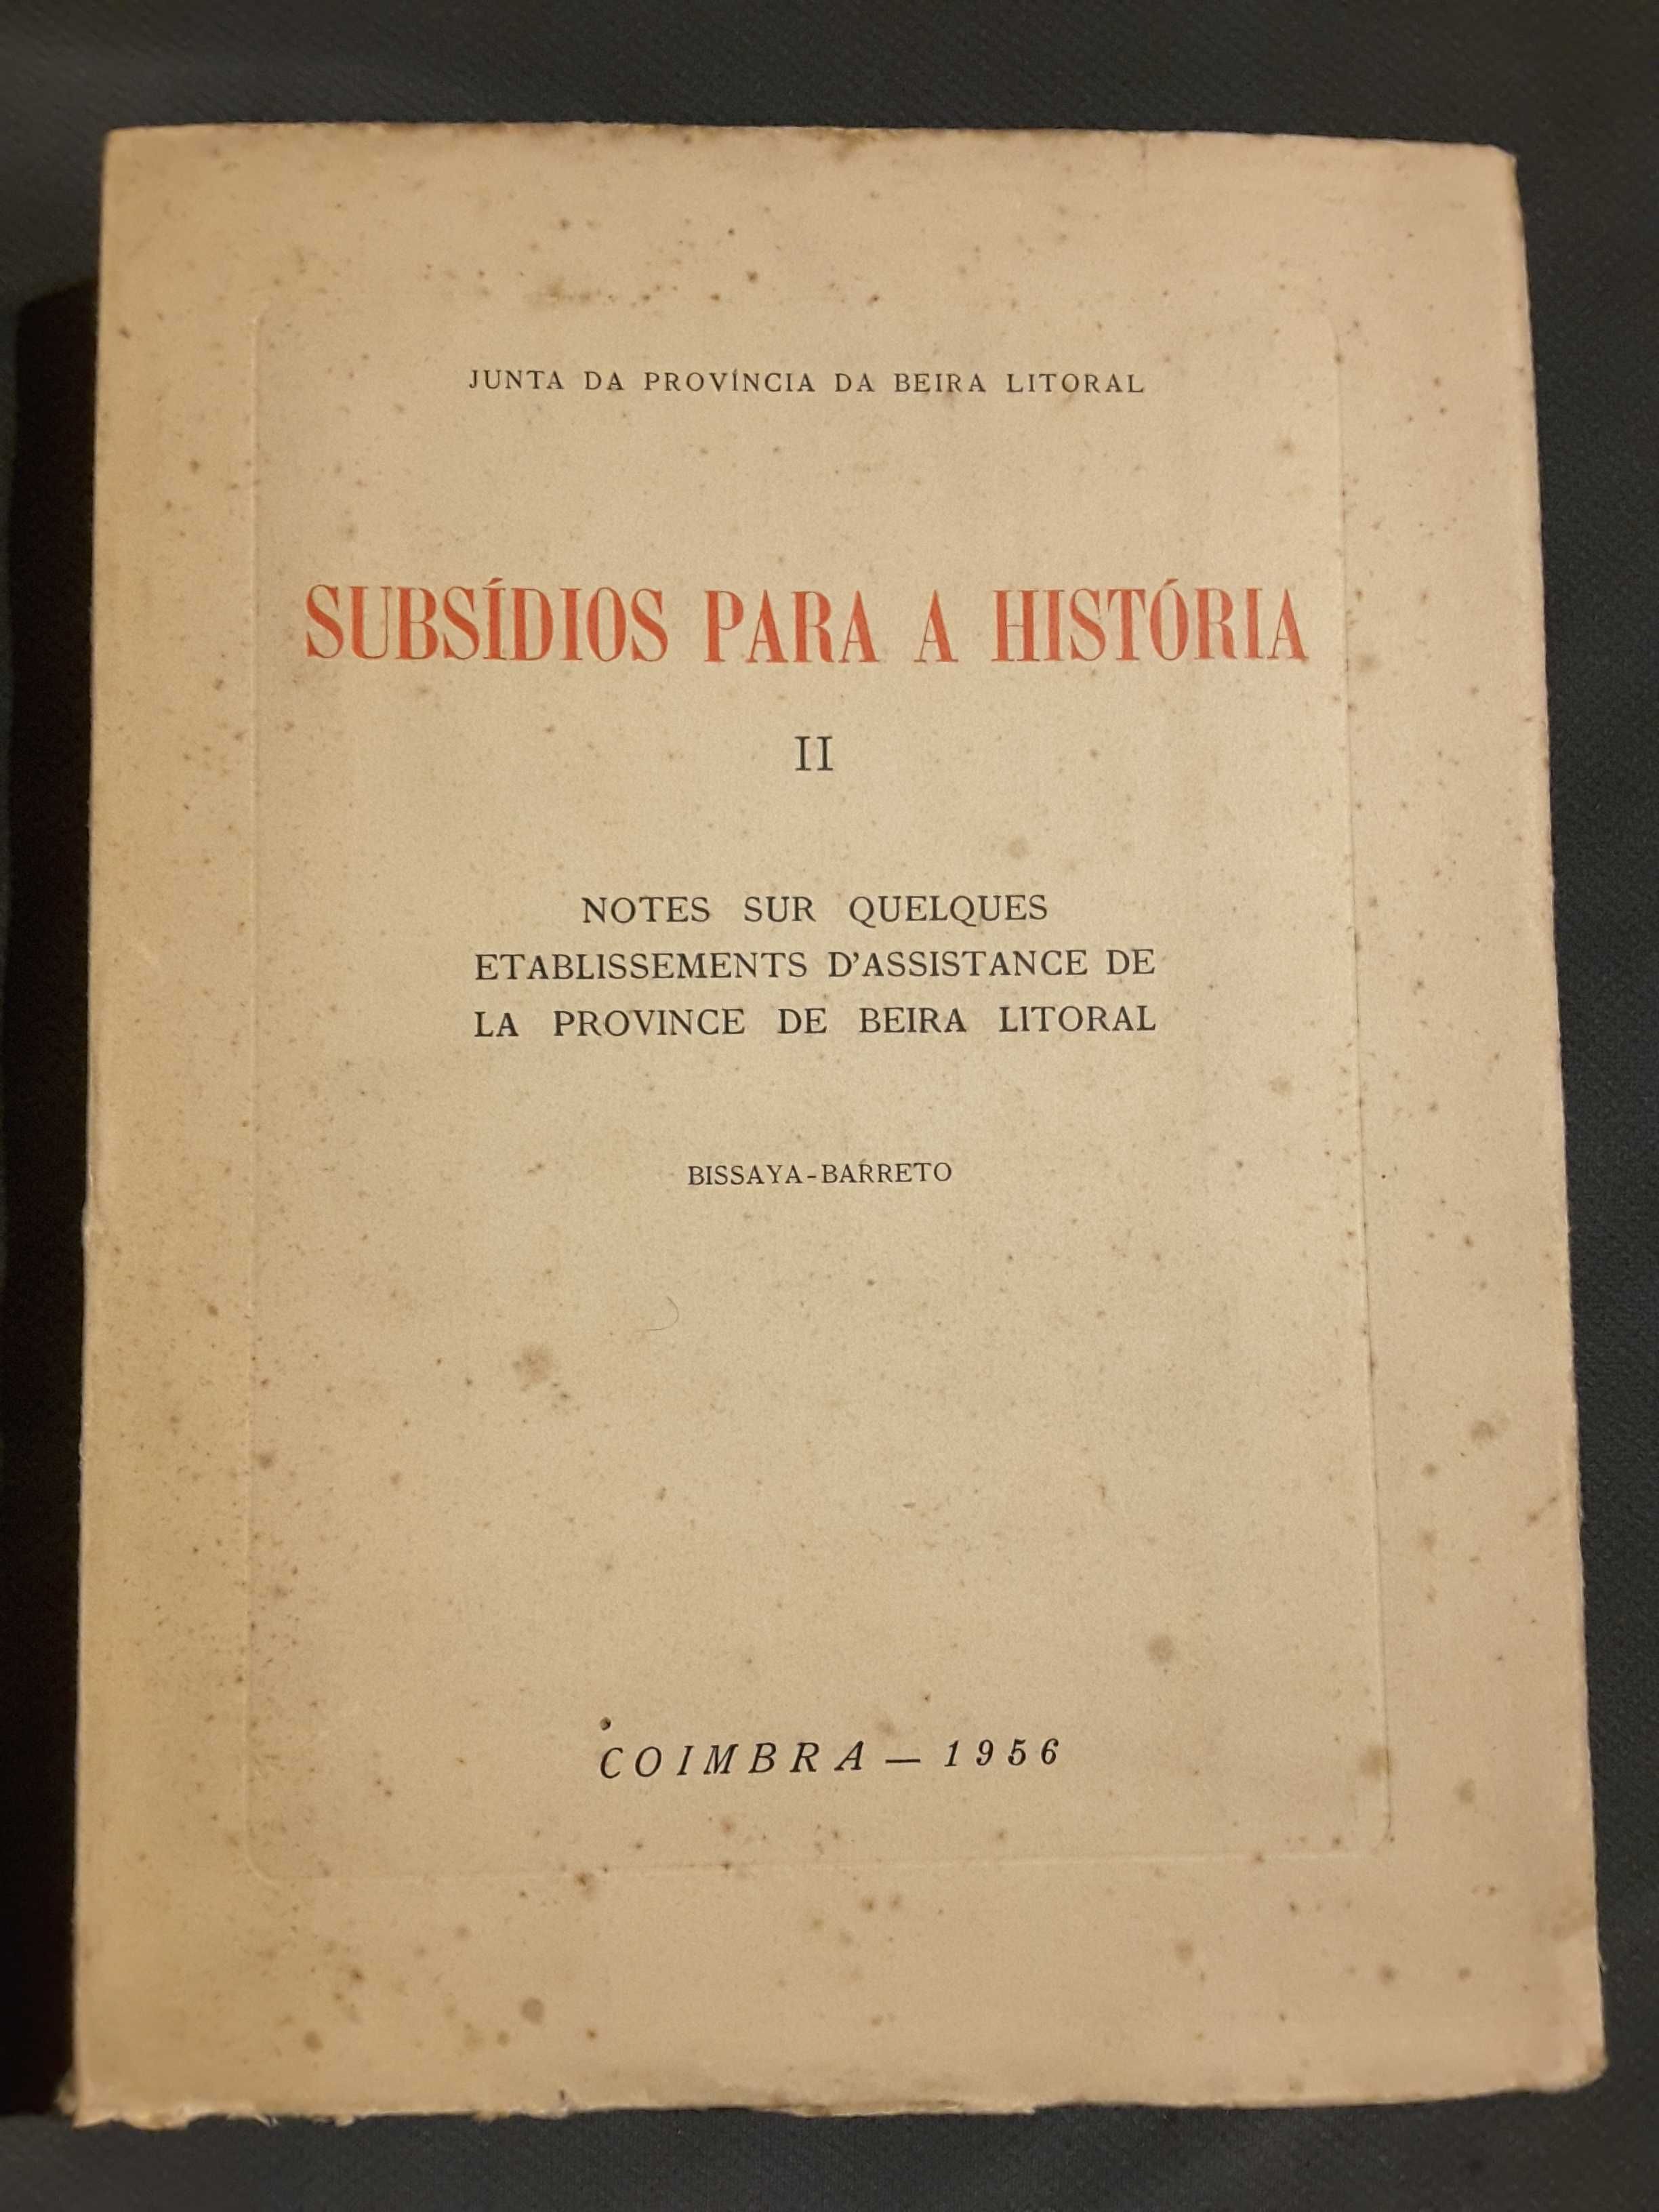 JUNTA DA PROVÍNCIA DA BEIRA LITORAL
SUBSÍDIOS PARA A HISTÓRIA
II
NOTES SUR QUELQUES
ETABLISSEMENTS D'ASSISTANCE DE
LA PROVINCE DE BEIRA LITORAL
BISSAYA-BARRETO
COIMBRA — 1956